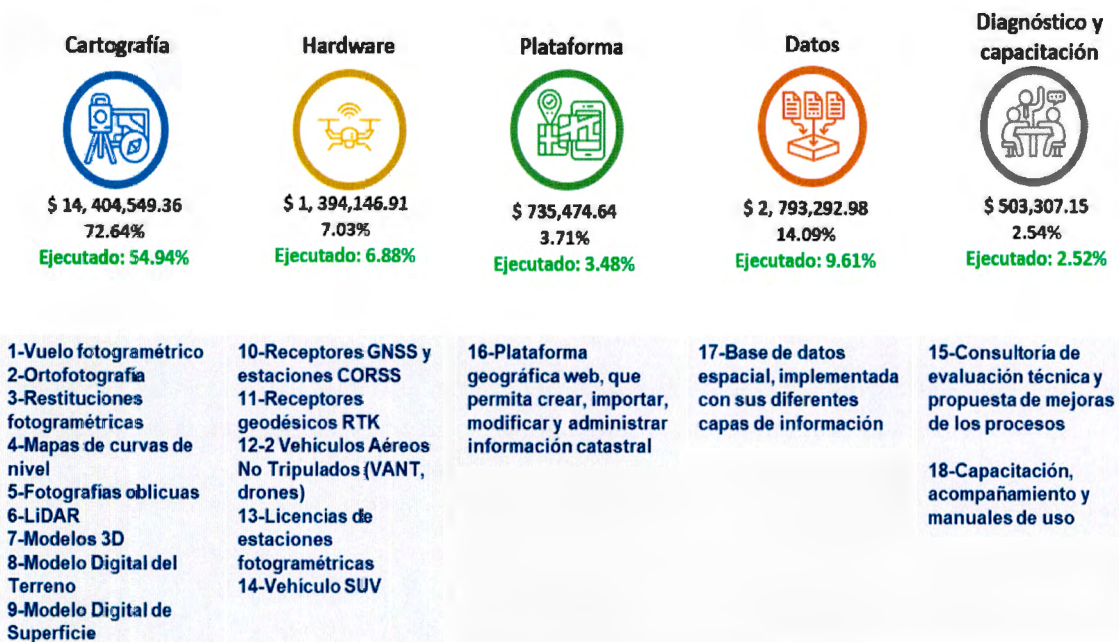 Cartografía
$ 14, 404,549.36
72.64%
Ejecutado: 54.94%
Hardware
$ 1, 394,146.91
7.03%
Ejecutado: 6.88%
Plataforma
$ 735,474.64
3.71%
Ejecutado: 3.48%
Datos
$ 2, 793,292.98
14.09%
Ejecutado: 9.61%
Diagnóstico y
capacitación
$ 503,307.15
2.54%
Ejecutado: 2.52%
1-Vuelo fotogramétrico
2-Ortofotografía
3-Restituciones
fotogramétricas
4-Mapas de curvas de
nivel
5-Fotografías oblicuas
6-LiDAR
7-Modelos 3D
8-Modelo Digital del
Terreno
9-Modelo Digital de
Superficie
10-Receptores GNSS y
estaciones CORSS
11-Receptores
geodésicos RTK
12-2 Vehículos Aéreos
No Tripulados (VANT,
drones)
13-Licencias de
estaciones
fotogramétricas
14-Vehículo SUV
16-Plataforma
geográfica web, que
permita crear, importar,
modificar y administrar
información catastral
17-Base de datos
espacial, implementada
con sus diferentes
capas de información
15-Consultoría de
evaluación técnica y
propuesta de mejoras
de los procesos
18-Capacitación,
acompañamiento y
manuales de uso